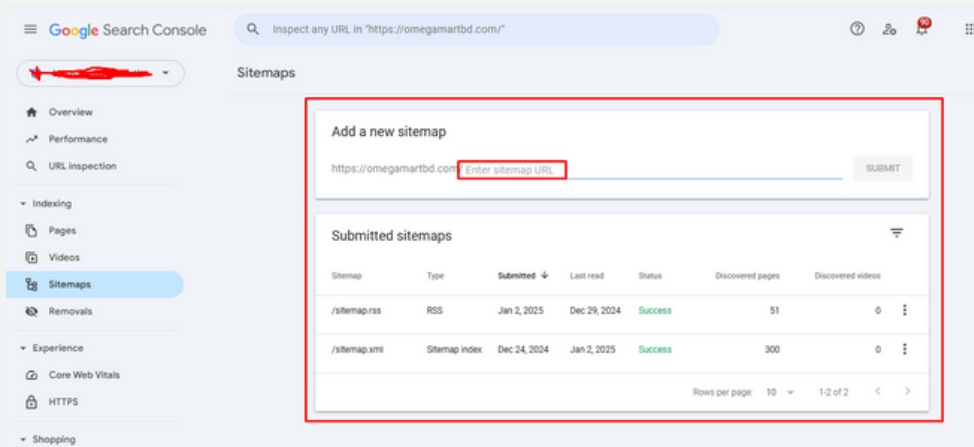 Google Search Console
Inspect any URL in "https://omegamartbd.com/"
90
Sitemaps
Overview
Performance
URL inspection
Indexing
Pages
Videos
Sitemaps
Removals
Experience
Core Web Vitals
HTTPS
Shopping
Add a new sitemap
https://omegamartbd.com/ Enter sitemap URL
SUBMIT
Submitted sitemaps
Sitemap Type Submitted Last read Status Discovered pages Discovered videos
/sitemap.rss RSS Jan 2, 2025 Dec 29, 2024 Success 51 0
/sitemap.xml Sitemap index Dec 24, 2024 Jan 2, 2025 Success 300 0
Rows per page: 10 1-2 of 2